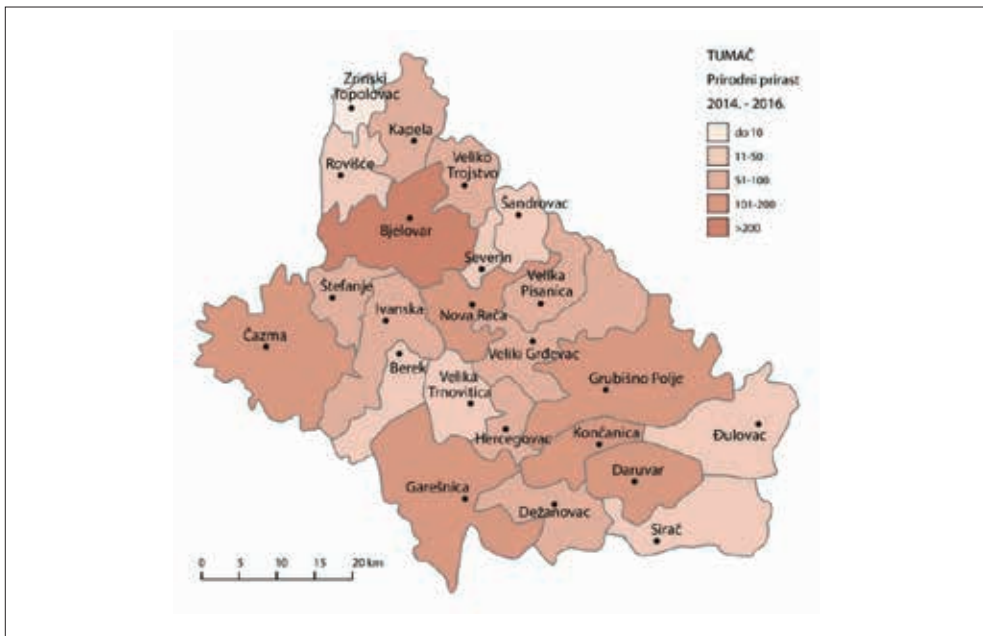 TUMAČ
Prirodni prirast
2014. - 2016.
do 10
11-50
51-100
101-200
>200
Zrinski
Topolovac
Kapela
Rovišće
Veliko
Trojstvo
Šandrovac
Bjelovar
Severin
Velika
Pisanica
Štefanje
Ivanska
Nova Rača
Čazma
Veliki Grđevac
Berek
Velika
Trnovitica
Grubišno Polje
Hercegovac
Končanica
Đulovac
Daruvar
Garešnica
Dežanovac
Sirač
0 5 10 15 20 km